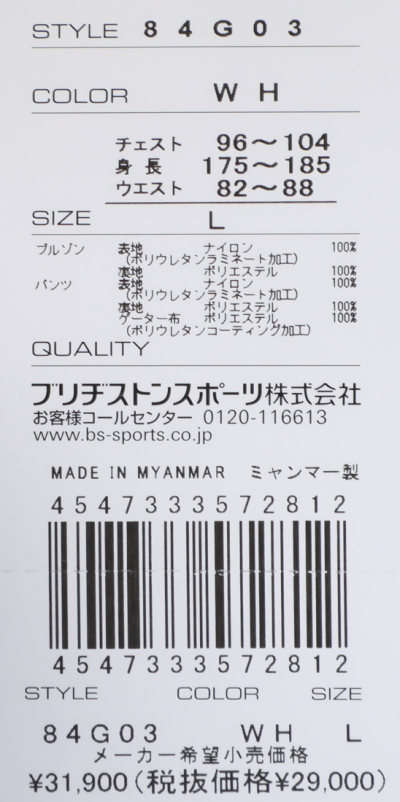 STYLE 84G03
COLOR WH
チェスト 96～104
身長 175～185
ウエスト 82～88
SIZE L
ブルゾン 表地 ナイロン 100%
(ポリウレタンラミネート加工)
裏地 ポリエステル 100%
パンツ 表地 ナイロン 100%
(ポリウレタンラミネート加工)
裏地 ポリエステル 100%
ゲーター布 ポリエステル 100%
(ポリウレタンコーティング加工)
QUALITY
ブリヂストンスポーツ株式会社
お客様コールセンター 0120-116613
www.bs-sports.co.jp
MADE IN MYANMAR ミャンマー製
4547333572812
4547333572812
STYLE COLOR SIZE
84G03 WH L
メーカー希望小売価格
¥31,900(税抜価格¥29,000)